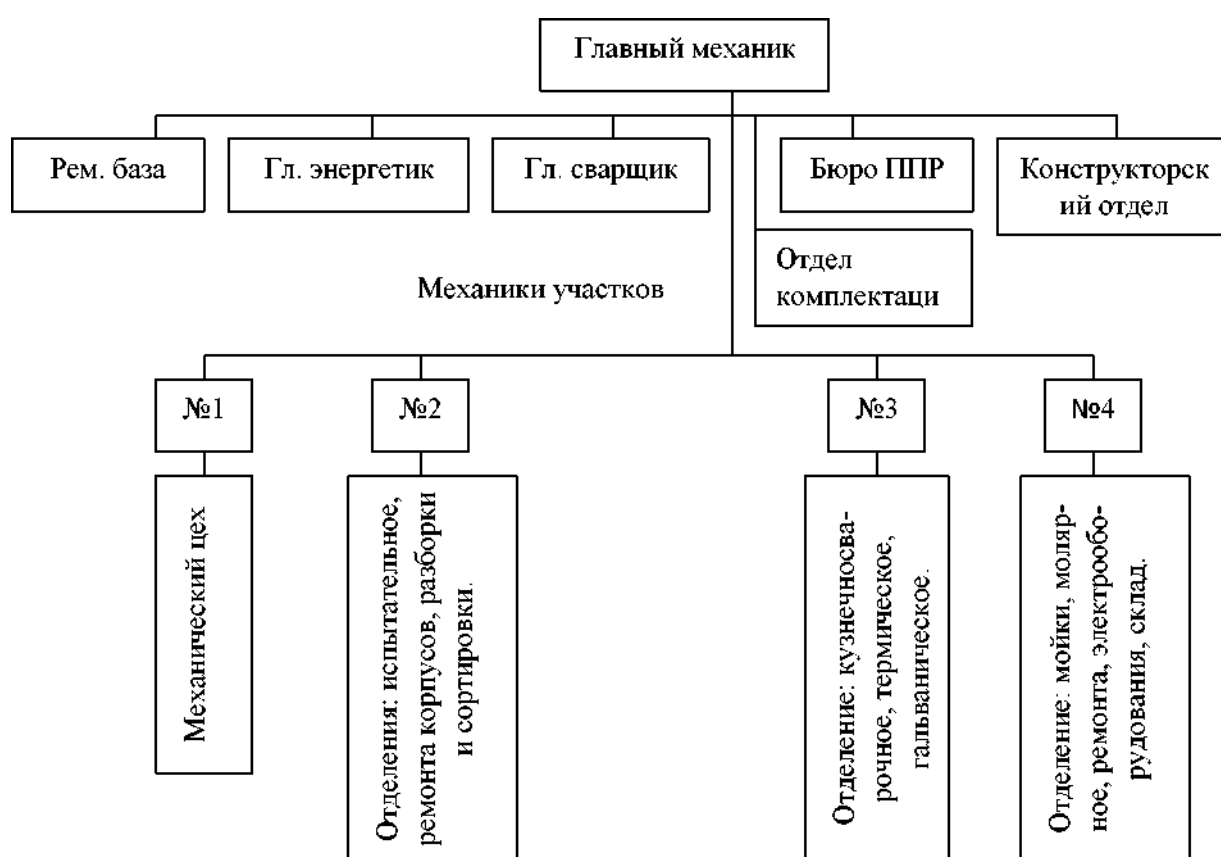 Главный механик
Рем. база
Гл. энергетик
Гл. сварщик
Бюро ППР
Конструкторск
ий отдел
Отдел
комплектаци
Механики участков
№1
№2
№3
№4
Механический цех
Отделения: испытательное,
ремонта корпусов, разборки
и сортировки.
Отделение: кузнечносва-
рочное, термическое,
гальваническое.
Отделение: мойки, моляр-
ное, ремонта, электрообо-
рудования, склад.